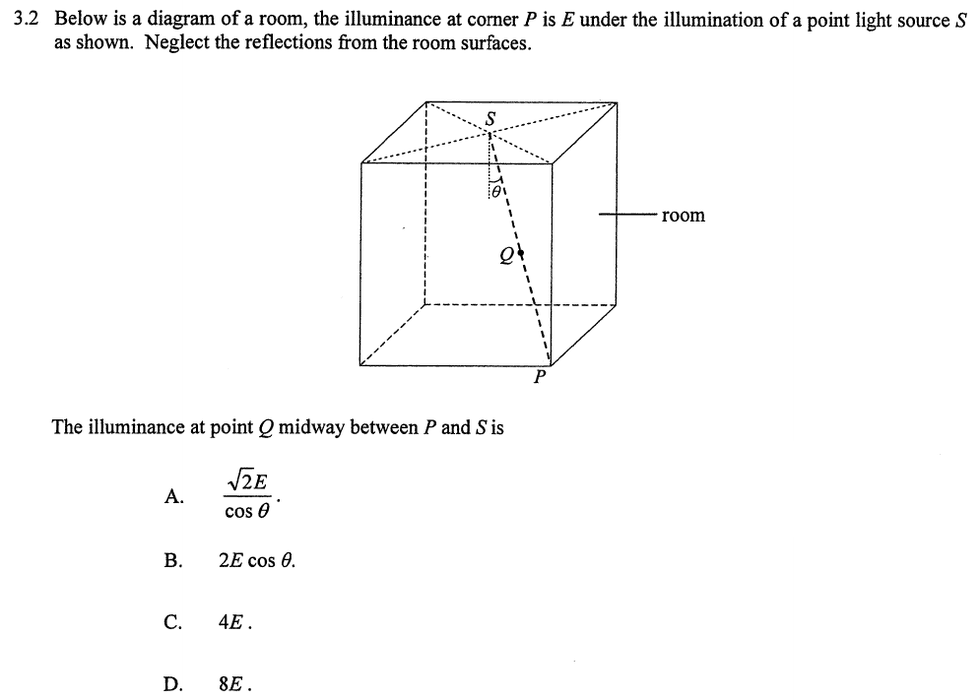 3.2 Below is a diagram of a room, the illuminance at corner P is E under the illumination of a point light source S
as shown. Neglect the reflections from the room surfaces.
S
θ
room
Q
P
The illuminance at point Q midway between P and S is
A. √2E / cos θ .
B. 2E cos θ.
C. 4E .
D. 8E .